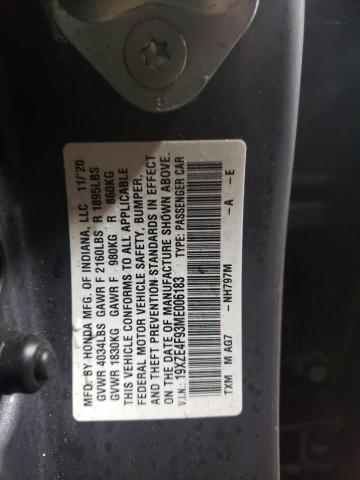 MFD. BY HONDA MFG. OF INDIANA, LLC 11/'20
GVWR 4034LBS GAWR F 2160LBS R 1895LBS
GVWR 1830KG GAWR F 980KG R 860KG
THIS VEHICLE CONFORMS TO ALL APPLICABLE
FEDERAL MOTOR VEHICLE SAFETY, BUMPER,
AND THEFT PREVENTION-STANDARDS IN EFFECT
ON THE DATE OF MANUFACTURE SHOWN ABOVE.
V.I.N.: 19XZE4F93ME006183 TYPE: PASSENGER CAR
TXM M AG7 -NH797M -A -E